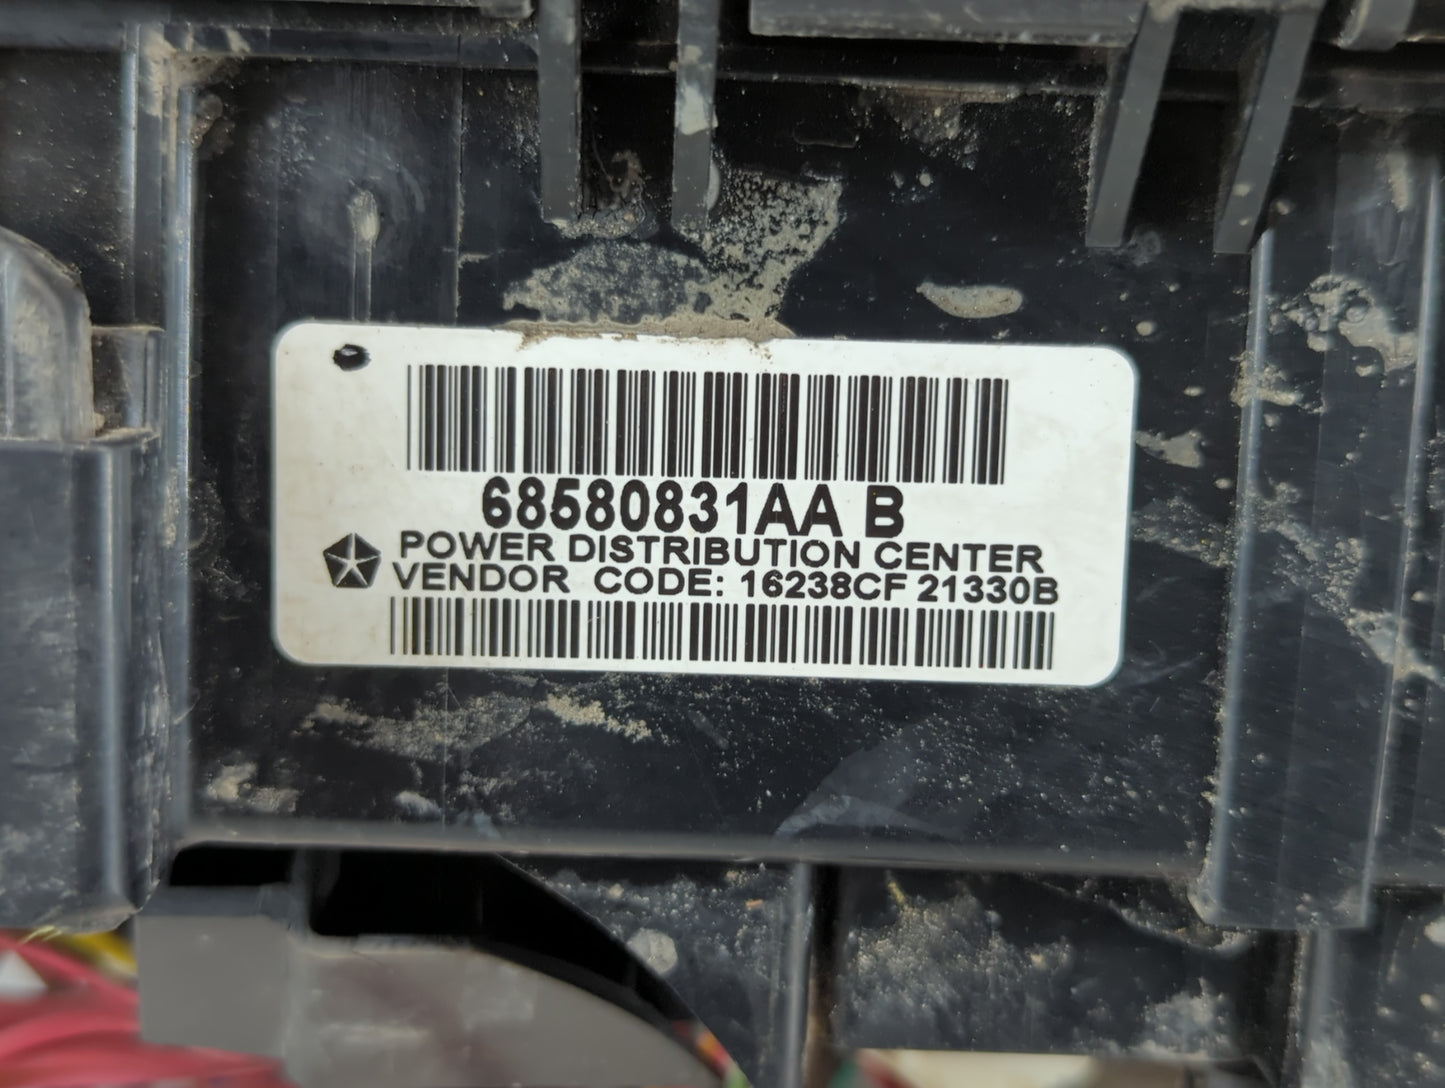 68580831AA B
POWER DISTRIBUTION CENTER
VENDOR CODE: 16238CF 21330B